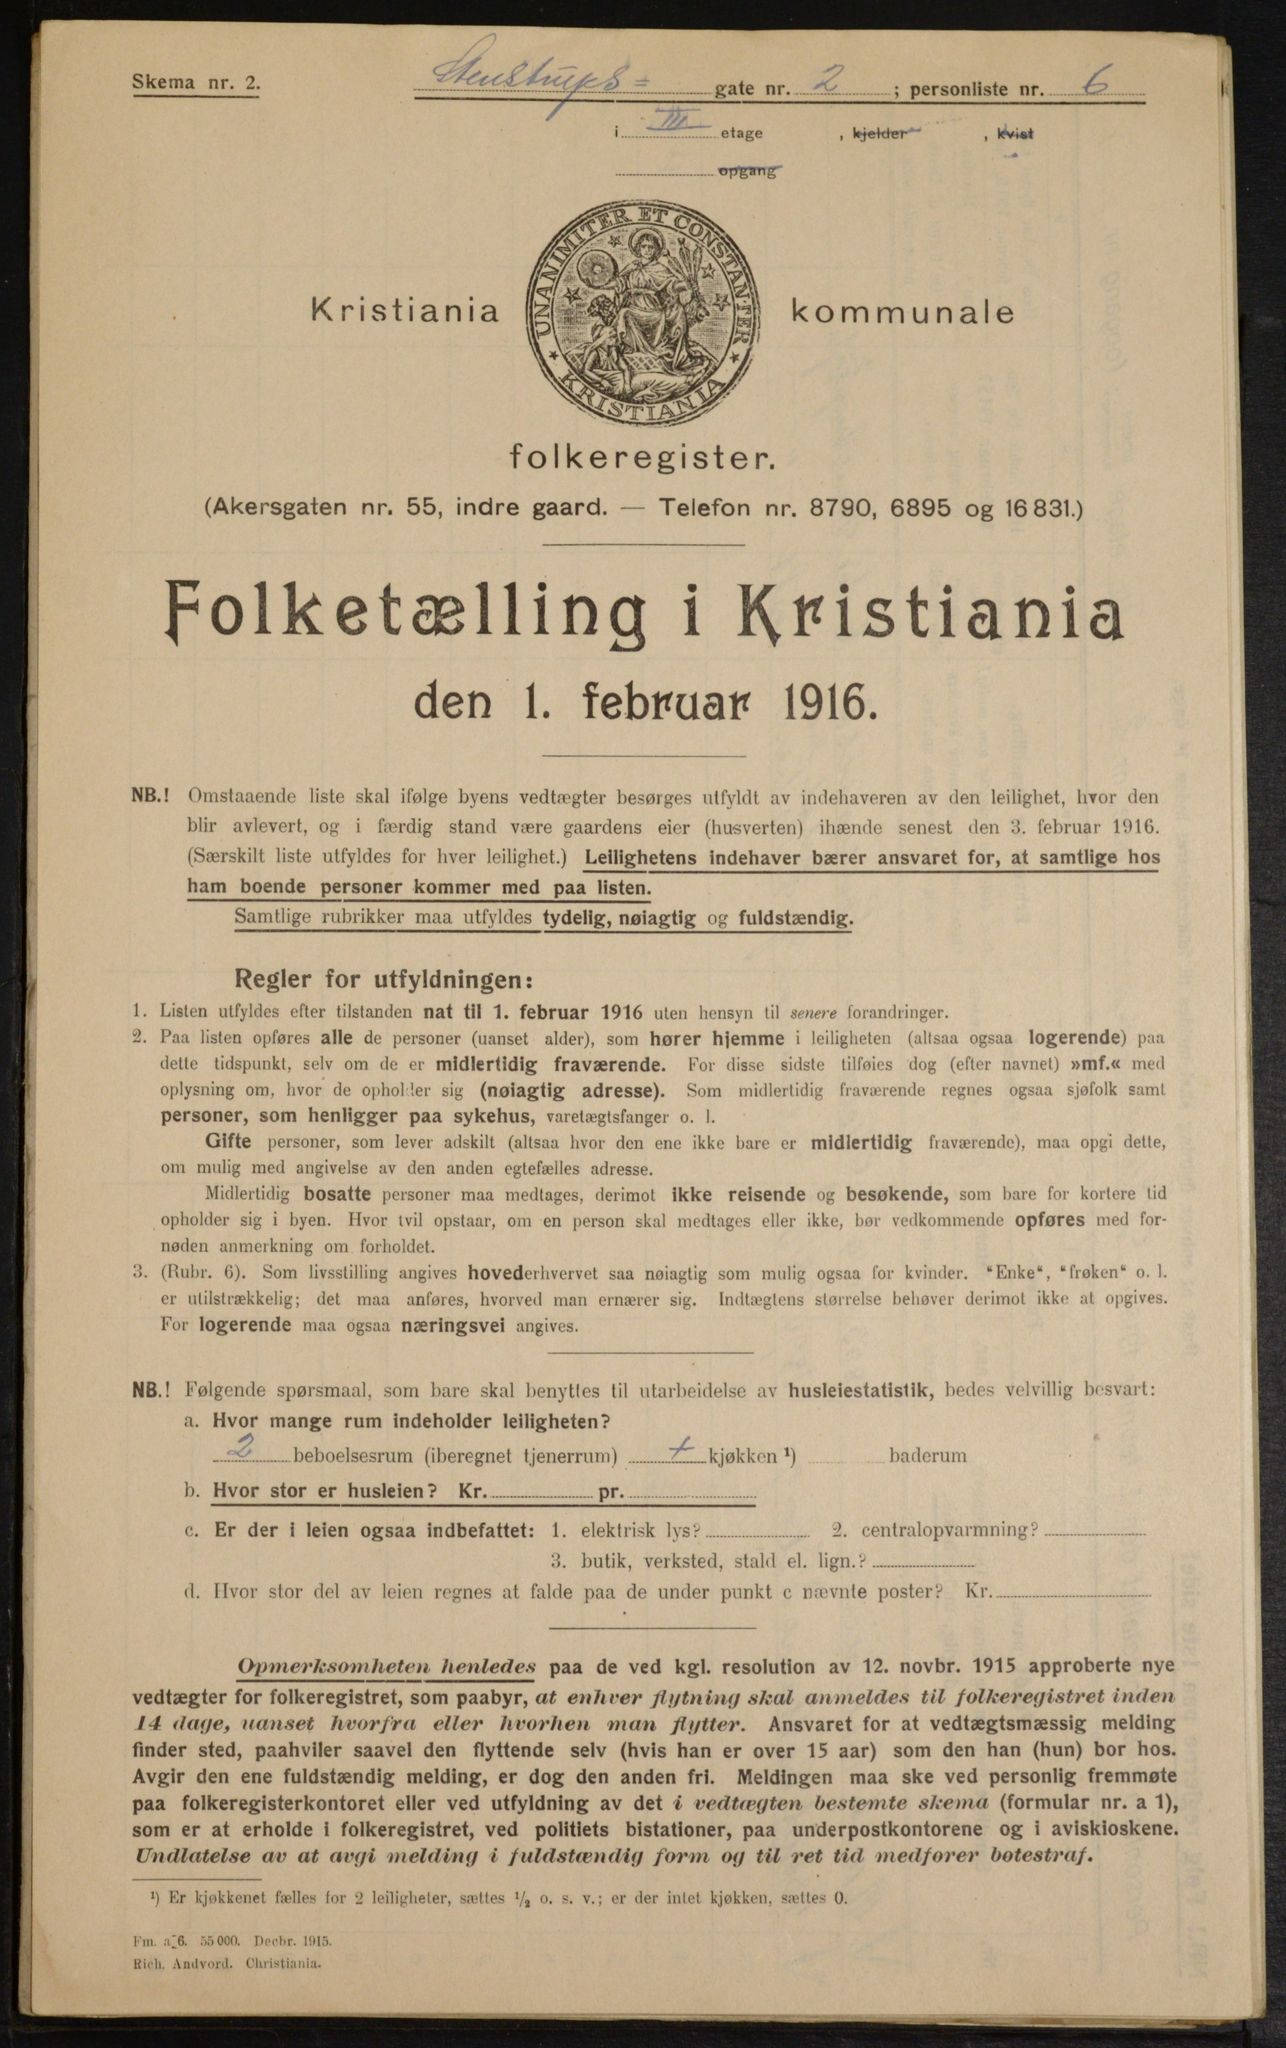 Skema nr. 2. Stenstrups- gate nr. 2 ; personliste nr. 6
i III etage , kjelder , kvist
opgang
UNANIMITER ET CONSTANTER
KRISTIANIA
Kristiania kommunale
folkeregister.
(Akersgaten nr. 55, indre gaard. — Telefon nr. 8790, 6895 og 16 831.)
Folketælling i Kristiania
den 1. februar 1916.
NB.! Omstaaende liste skal ifølge byens vedtægter besørges utfyldt av indehaveren av den leilighet, hvor den
blir avlevert, og i færdig stand være gaardens eier (husverten) ihænde senest den 3. februar 1916.
(Særskilt liste utfyldes for hver leilighet.) Leilighetens indehaver bærer ansvaret for, at samtlige hos
ham boende personer kommer med paa listen.
Samtlige rubrikker maa utfyldes tydelig, nøiagtig og fuldstændig.
Regler for utfyldningen:
1. Listen utfyldes efter tilstanden nat til 1. februar 1916 uten hensyn til senere forandringer.
2. Paa listen opføres alle de personer (uanset alder), som hører hjemme i leiligheten (altsaa ogsaa logerende) paa
dette tidspunkt, selv om de er midlertidig fraværende. For disse sidste tilføies dog (efter navnet) »mf.« med
oplysning om, hvor de opholder sig (nøiagtig adresse). Som midlertidig fraværende regnes ogsaa sjøfolk samt
personer, som henligger paa sykehus, varetægtsfanger o. l.
Gifte personer, som lever adskilt (altsaa hvor den ene ikke bare er midlertidig fraværende), maa opgi dette,
om mulig med angivelse av den anden egtefælles adresse.
Midlertidig bosatte personer maa medtages, derimot ikke reisende og besøkende, som bare for kortere tid
opholder sig i byen. Hvor tvil opstaar, om en person skal medtages eller ikke, bør vedkommende opføres med for-
nøden anmerkning om forholdet.
3. (Rubr. 6). Som livsstilling angives hovederhvervet saa nøiagtig som mulig ogsaa for kvinder. "Enke", "frøken" o. l.
er utilstrækkelig; det maa anføres, hvorved man ernærer sig. Indtægtens størrelse behøver derimot ikke at opgives.
For logerende maa ogsaa næringsvei angives.
NB.! Følgende spørsmaal, som bare skal benyttes til utarbeidelse av husleiestatistik, bedes velvillig besvart:
a. Hvor mange rum indeholder leiligheten?
2 beboelsesrum (iberegnet tjenerrum) + kjøkken ¹) baderum
b. Hvor stor er husleien? Kr. pr.
c. Er der i leien ogsaa indbefattet: 1. elektrisk lys? 2. centralopvarmning?
3. butik, verksted, stald el. lign.?
d. Hvor stor del av leien regnes at falde paa de under punkt c nævnte poster? Kr.
Opmerksomheten henledes paa de ved kgl. resolution av 12. novbr. 1915 approberte nye
vedtægter for folkeregistret, som paabyr, at enhver flytning skal anmeldes til folkeregistret inden
14 dage, uanset hvorfra eller hvorhen man flytter. Ansvaret for at vedtægtsmæssig melding
finder sted, paahviler saavel den flyttende selv (hvis han er over 15 aar) som den han (hun) bor hos.
Avgir den ene fuldstændig melding, er dog den anden fri. Meldingen maa ske ved personlig fremmøte
paa folkeregisterkontoret eller ved utfyldning av det i vedtægten bestemte skema (formular nr. a 1),
som er at erholde i folkeregistret, ved politiets bistationer, paa underpostkontorene og i aviskioskene.
Undlatelse av at avgi melding i fuldstændig form og til ret tid medfører botestraf.
¹) Er kjøkkenet fælles for 2 leiligheter, sættes ½ o. s. v.; er der intet kjøkken, sættes 0.
Fm. a_6. 55 000. Decbr. 1915.
Rich. Andvord. Christiania.